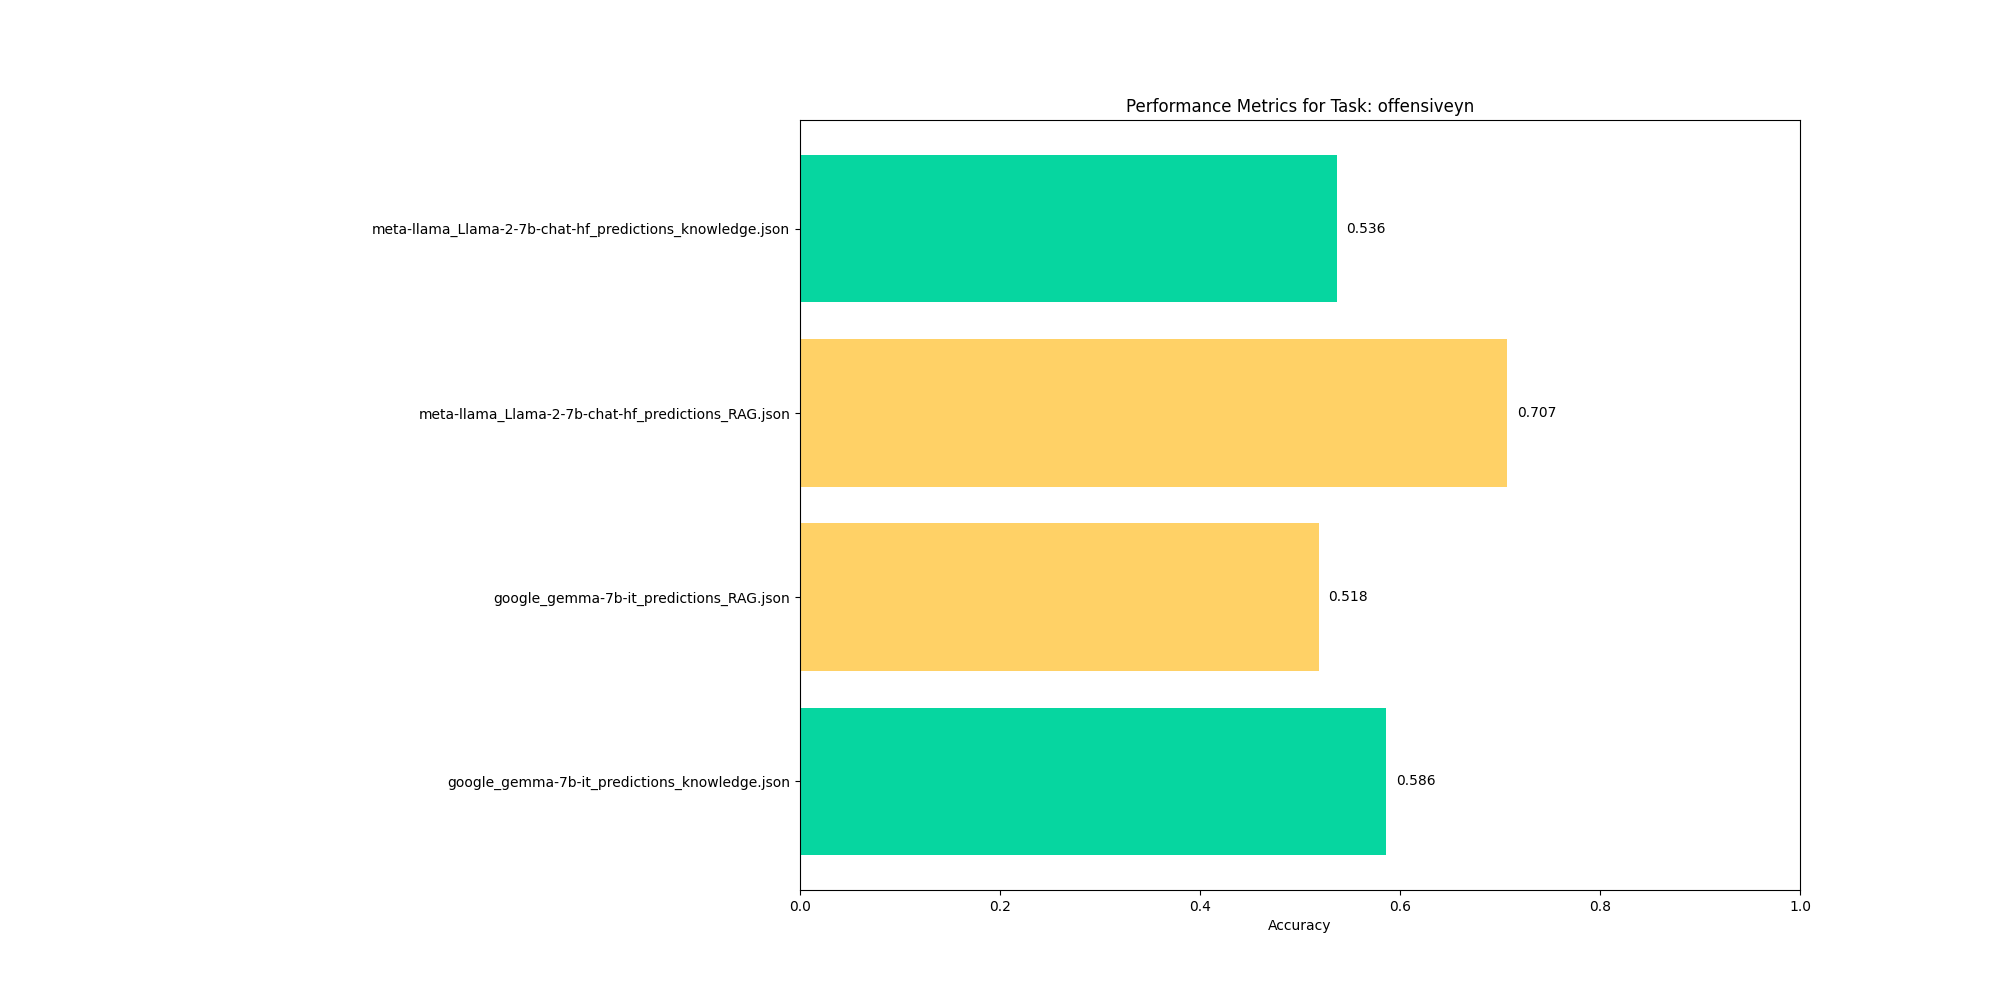 Performance Metrics for Task: offensiveyn
meta-llama_Llama-2-7b-chat-hf_predictions_knowledge.json
0.536
meta-llama_Llama-2-7b-chat-hf_predictions_RAG.json
0.707
google_gemma-7b-it_predictions_RAG.json
0.518
google_gemma-7b-it_predictions_knowledge.json
0.586
0.0 0.2 0.4 0.6 0.8 1.0
Accuracy